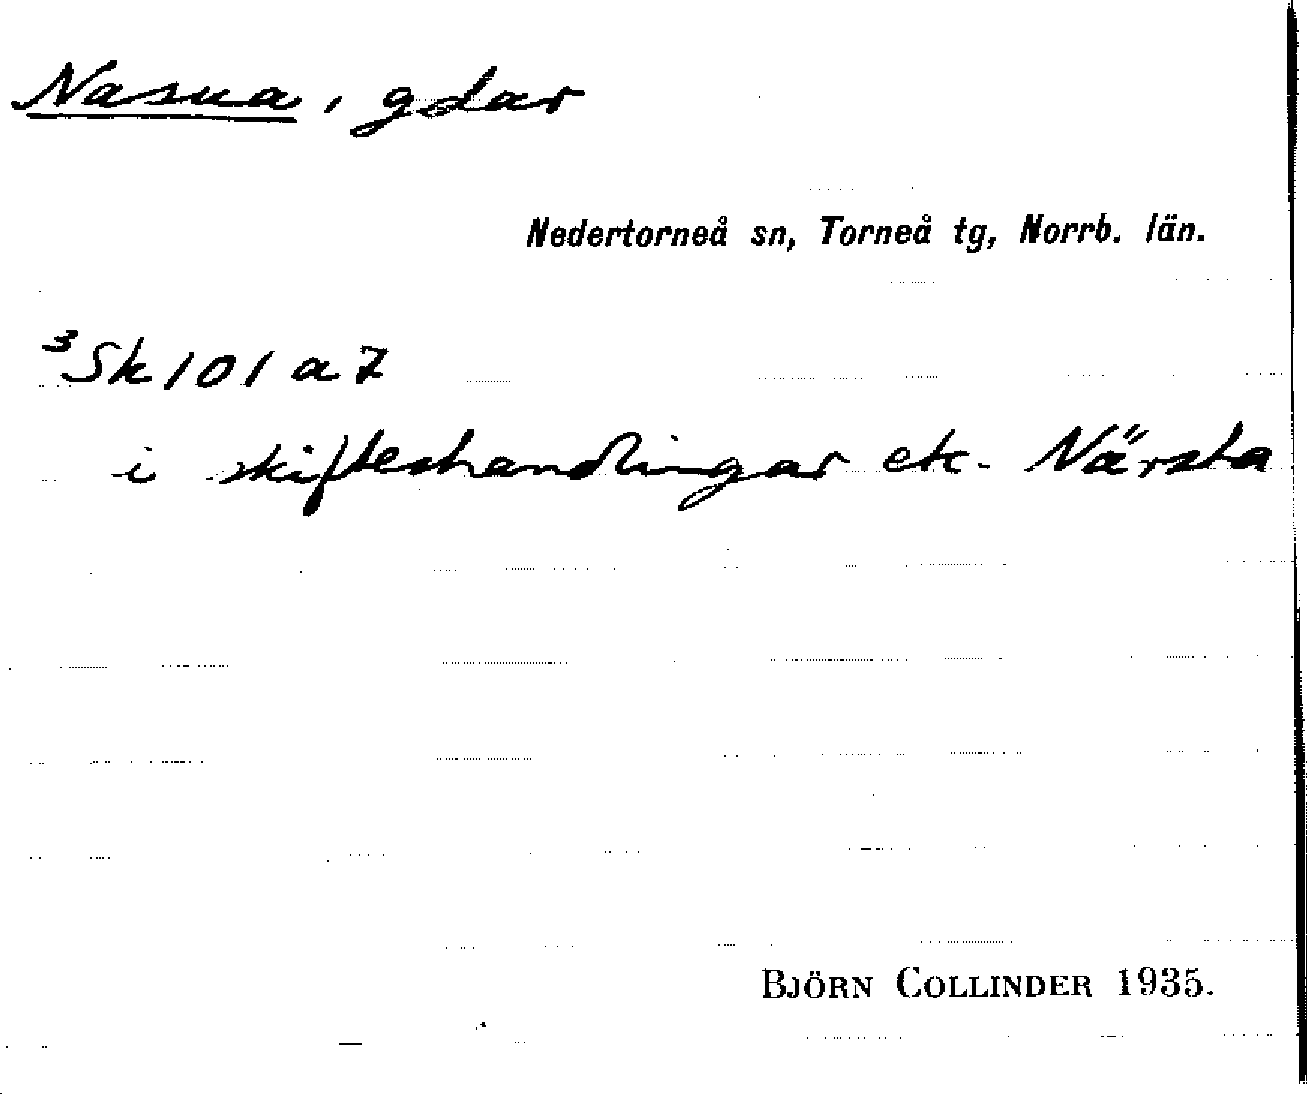 Nasua, gdar
Nedertorneå sn, Torneå tg, Norrb. län.
³Sk 101 a 7
i skifteshandlingar etc. Närsta
BJÖRN COLLINDER 1935.